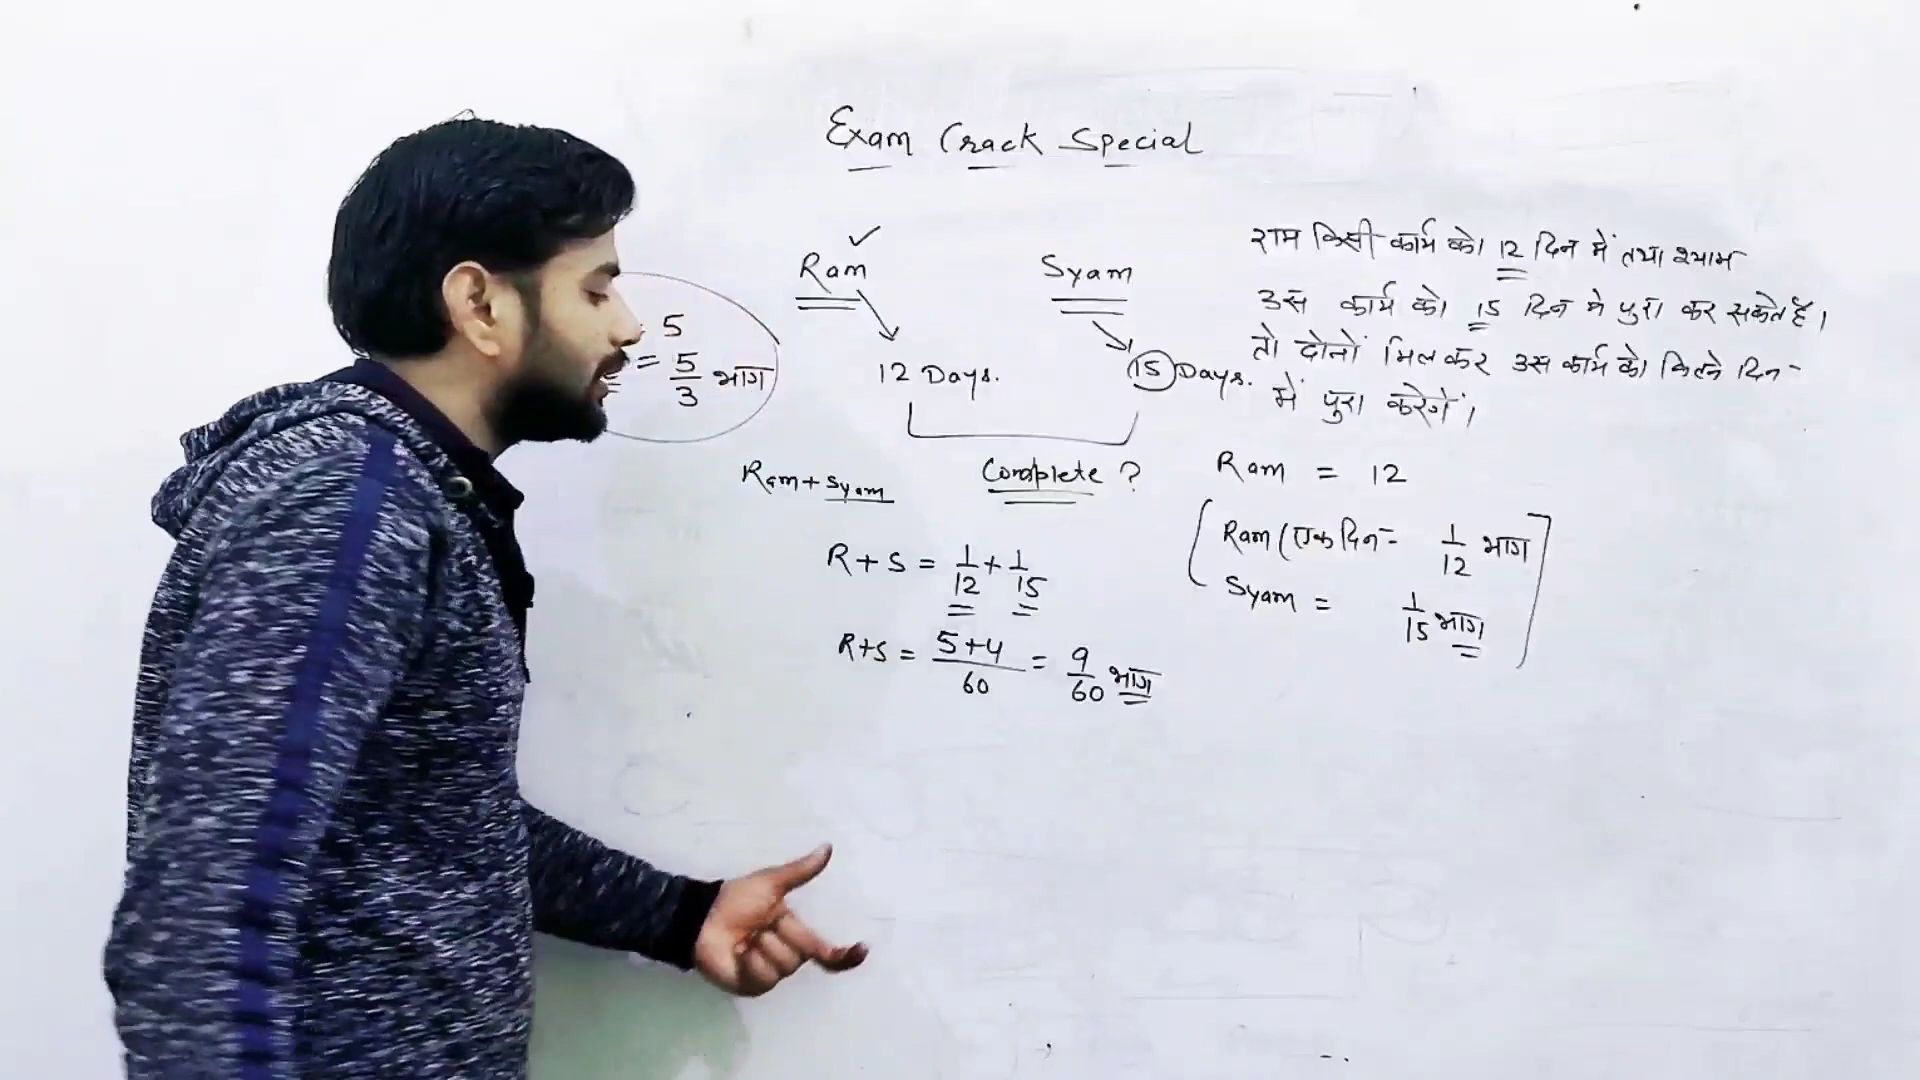 Exam Crack Special
Ram
Syam
12 Days.
15 Days.
Complete ?
राम किसी कार्य को 12 दिन में तथा श्याम
उस कार्य को 15 दिन मे पुरा कर सकते हैं।
तो दोनों मिलकर उस कार्य को कितने दिन-
में पुरा करेगें।
5
= 5/3 भाग
Ram+Syam
R+S = 1/12 + 1/15
R+S = 5+4/60 = 9/60 भाग
Ram = 12
Ram (एक दिन = 1/12 भाग
Syam = 1/15 भाग